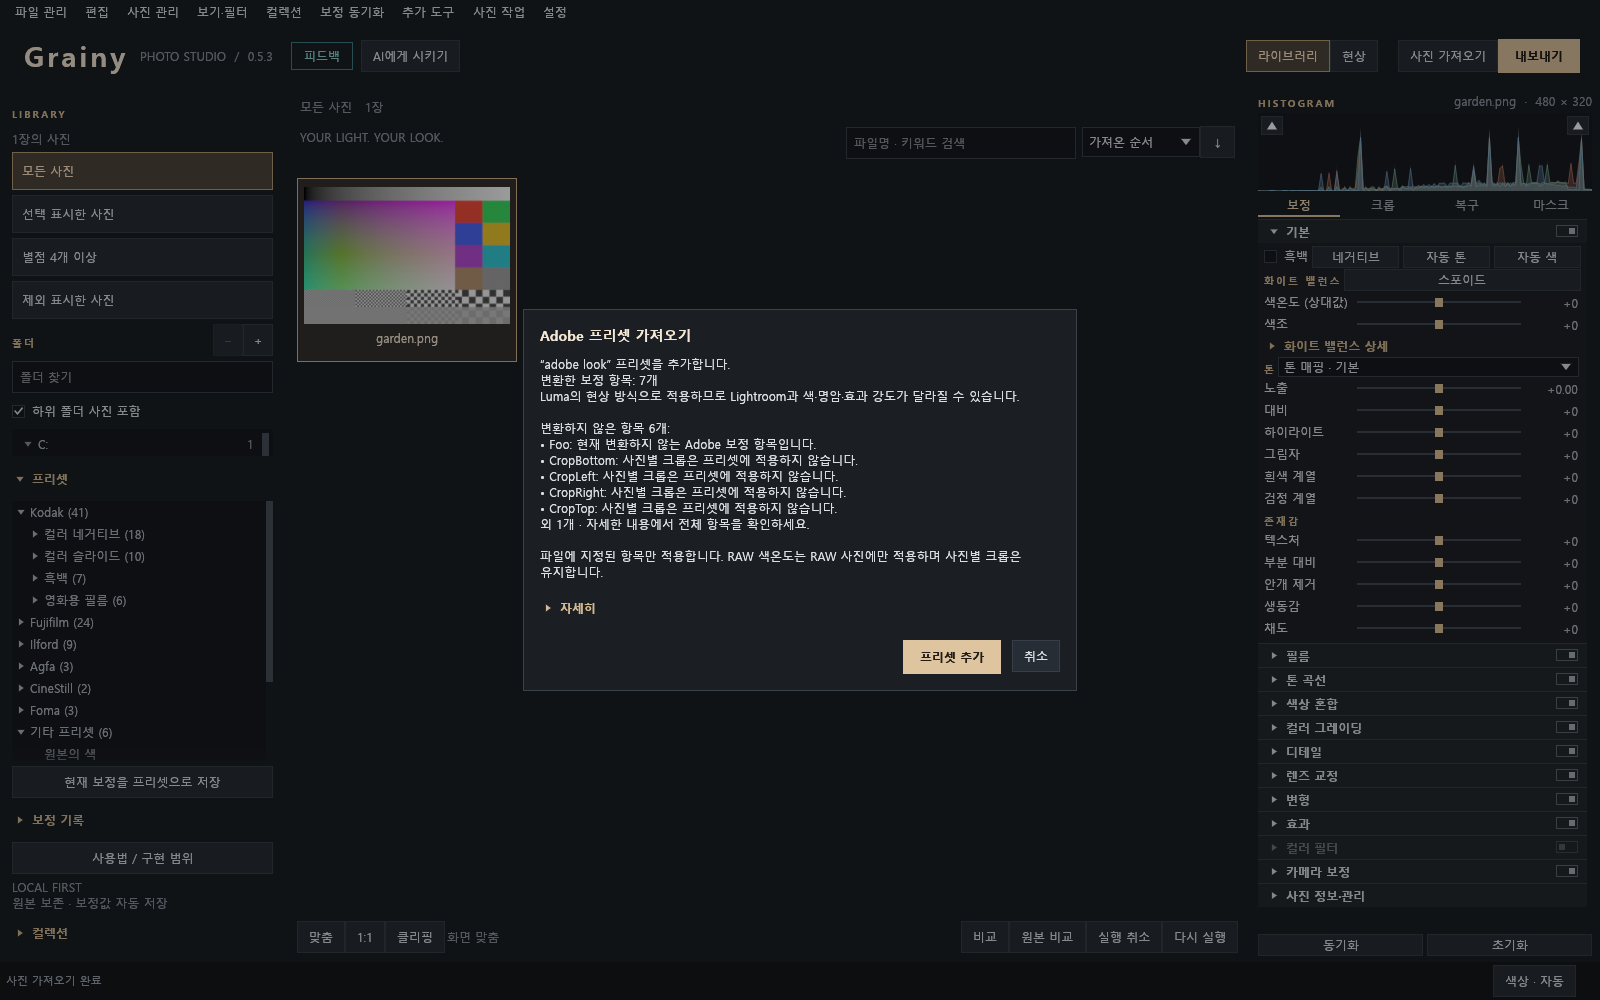 파일 관리 편집 사진 관리 보기·필터 컬렉션 보정 동기화 추가 도구 사진 작업 설정
Grainy PHOTO STUDIO / 0.5.3 피드백 AI에게 시키기
라이브러리 현상 사진 가져오기 내보내기
LIBRARY
1장의 사진
모든 사진
선택 표시한 사진
별점 4개 이상
제외 표시한 사진
폴더 − +
폴더 찾기
하위 폴더 사진 포함
C: 1
프리셋
Kodak (41)
컬러 네거티브 (18)
컬러 슬라이드 (10)
흑백 (7)
영화용 필름 (6)
Fujifilm (24)
Ilford (9)
Agfa (3)
CineStill (2)
Foma (3)
기타 프리셋 (6)
원본의 색
현재 보정을 프리셋으로 저장
보정 기록
사용법 / 구현 범위
LOCAL FIRST
원본 보존 · 보정값 자동 저장
컬렉션
모든 사진 1장
YOUR LIGHT. YOUR LOOK.
파일명 · 키워드 검색 가져온 순서 ↓
garden.png
Adobe 프리셋 가져오기
“adobe look” 프리셋을 추가합니다.
변환한 보정 항목: 7개
Luma의 현상 방식으로 적용하므로 Lightroom과 색·명암·효과 강도가 달라질 수 있습니다.
변환하지 않은 항목 6개:
• Foo: 현재 변환하지 않는 Adobe 보정 항목입니다.
• CropBottom: 사진별 크롭은 프리셋에 적용하지 않습니다.
• CropLeft: 사진별 크롭은 프리셋에 적용하지 않습니다.
• CropRight: 사진별 크롭은 프리셋에 적용하지 않습니다.
• CropTop: 사진별 크롭은 프리셋에 적용하지 않습니다.
외 1개 · 자세한 내용에서 전체 항목을 확인하세요.
파일에 지정된 항목만 적용합니다. RAW 색온도는 RAW 사진에만 적용하며 사진별 크롭은
유지합니다.
자세히
프리셋 추가 취소
맞춤 1:1 클리핑 화면 맞춤
비교 원본 비교 실행 취소 다시 실행
HISTOGRAM garden.png · 480 × 320
보정 크롭 복구 마스크
기본
흑백 네거티브 자동 톤 자동 색
화이트 밸런스 스포이드
색온도 (상대값) +0
색조 +0
화이트 밸런스 상세
톤 톤 매핑 · 기본
노출 +0.00
대비 +0
하이라이트 +0
그림자 +0
흰색 계열 +0
검정 계열 +0
존재감
텍스처 +0
부분 대비 +0
안개 제거 +0
생동감 +0
채도 +0
필름
톤 곡선
색상 혼합
컬러 그레이딩
디테일
렌즈 교정
변형
효과
컬러 필터
카메라 보정
사진 정보·관리
동기화 초기화
사진 가져오기 완료
색상 · 자동